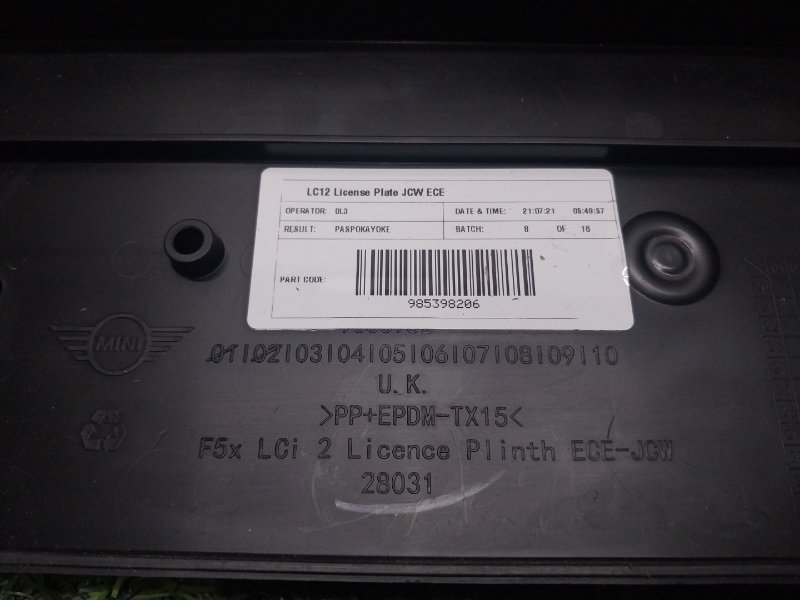 LC12 License Plate JCW ECE
OPERATOR: 0L3 DATE & TIME: 21:07:21 05:49:57
RESULT: PASPOKAYOKE BATCH: 8 OF 16
PART CODE:
985398206
MINI
01|02|03|04|05|06|07|08|09|10
U.K.
>PP+EPDM-TX15<
F5x LCi 2 Licence Plinth ECE-JCW
28031